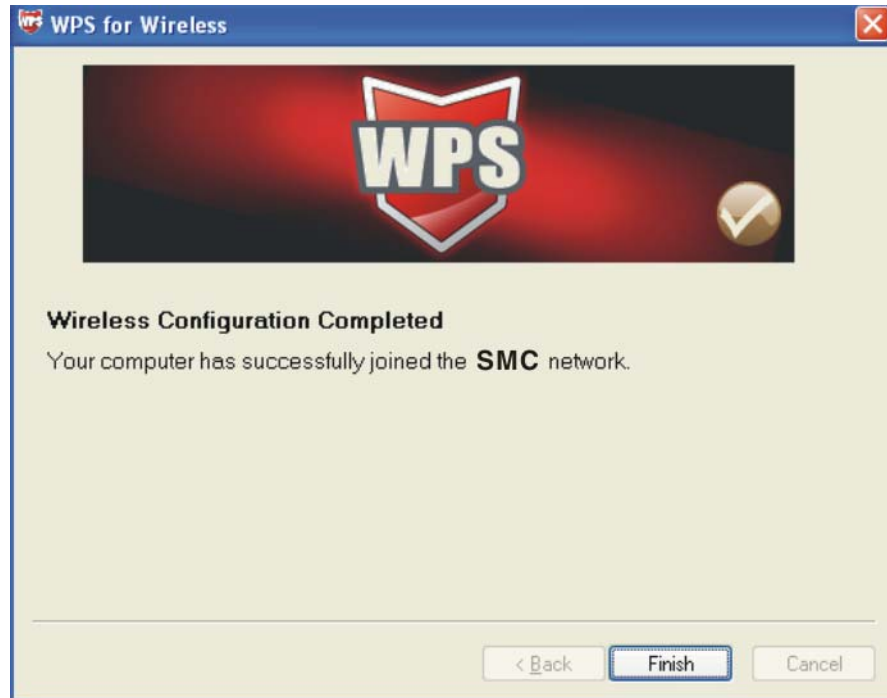 WPS for Wireless
WPS
Wireless Configuration Completed
Your computer has successfully joined the SMC network.
< Back
Finish
Cancel